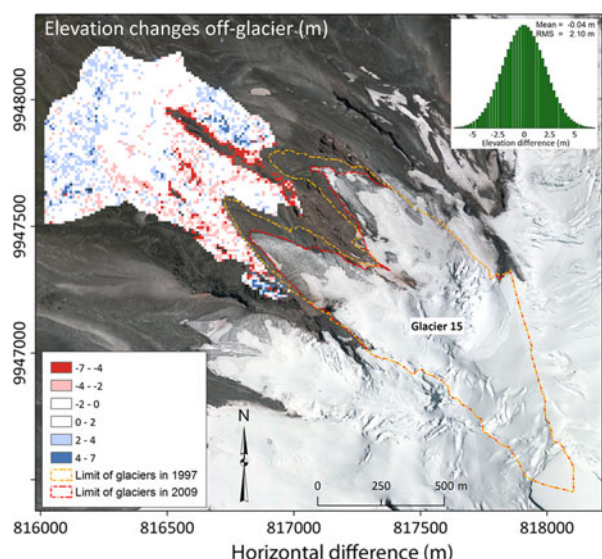 Elevation changes off-glacier (m)
Mean = -0.04 m
RMS = 2.10 m
-5 -2.5 0 2.5 5
Elevation difference (m)
9948000
9947500
9947000
Glacier 15
-7 - -4
-4 - -2
-2 - 0
0 - 2
2 - 4
4 - 7
Limit of glaciers in 1997
Limit of glaciers in 2009
N
0 250 500 m
816000 816500 817000 817500 818000
Horizontal difference (m)